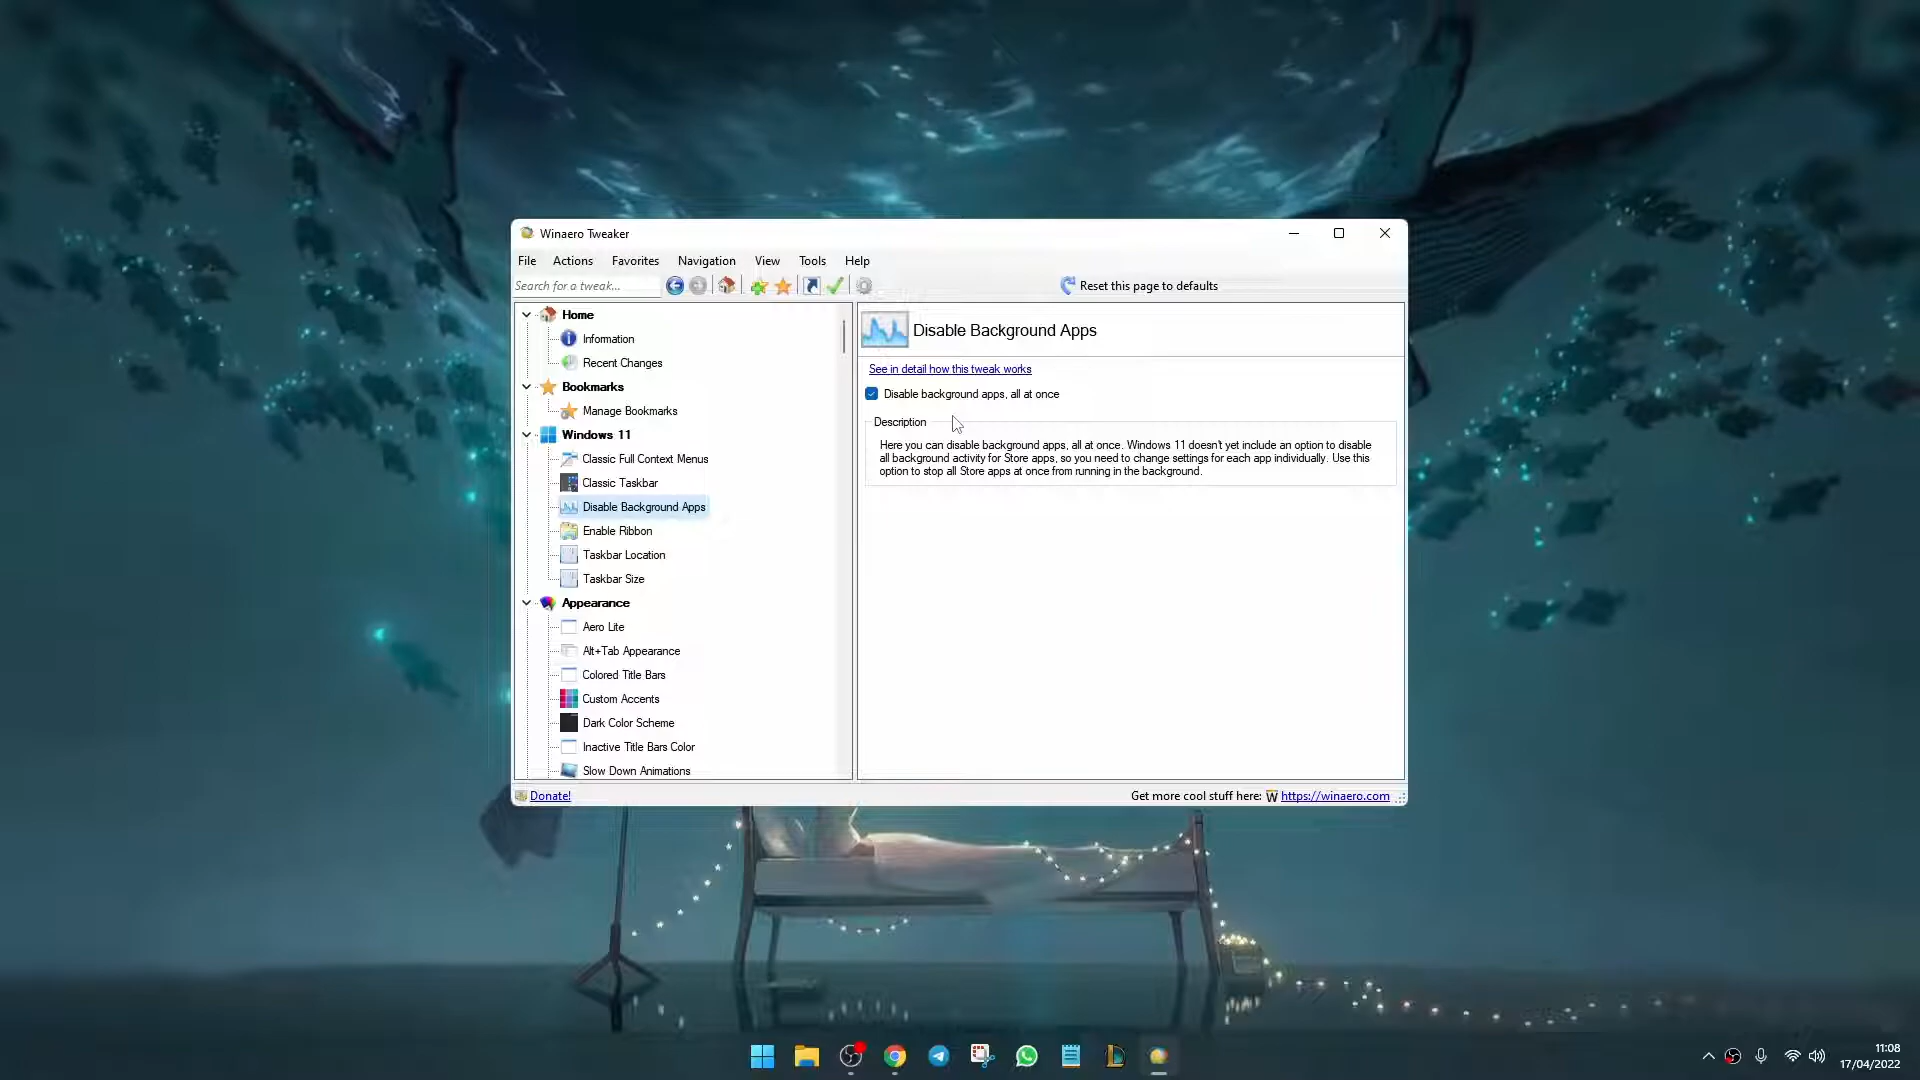 Winaero Tweaker
File Actions Favorites Navigation View Tools Help
Search for a tweak...
Reset this page to defaults
Home
Information
Recent Changes
Bookmarks
Manage Bookmarks
Windows 11
Classic Full Context Menus
Classic Taskbar
Disable Background Apps
Enable Ribbon
Taskbar Location
Taskbar Size
Appearance
Aero Lite
Alt+Tab Appearance
Colored Title Bars
Custom Accents
Dark Color Scheme
Inactive Title Bars Color
Slow Down Animations
Disable Background Apps
See in detail how this tweak works
Disable background apps, all at once
Description
Here you can disable background apps, all at once. Windows 11 doesn't yet include an option to disable
all background activity for Store apps, so you need to change settings for each app individually. Use this
option to stop all Store apps at once from running in the background.
Donate!
Get more cool stuff here: W https://winaero.com
11:08
17/04/2022